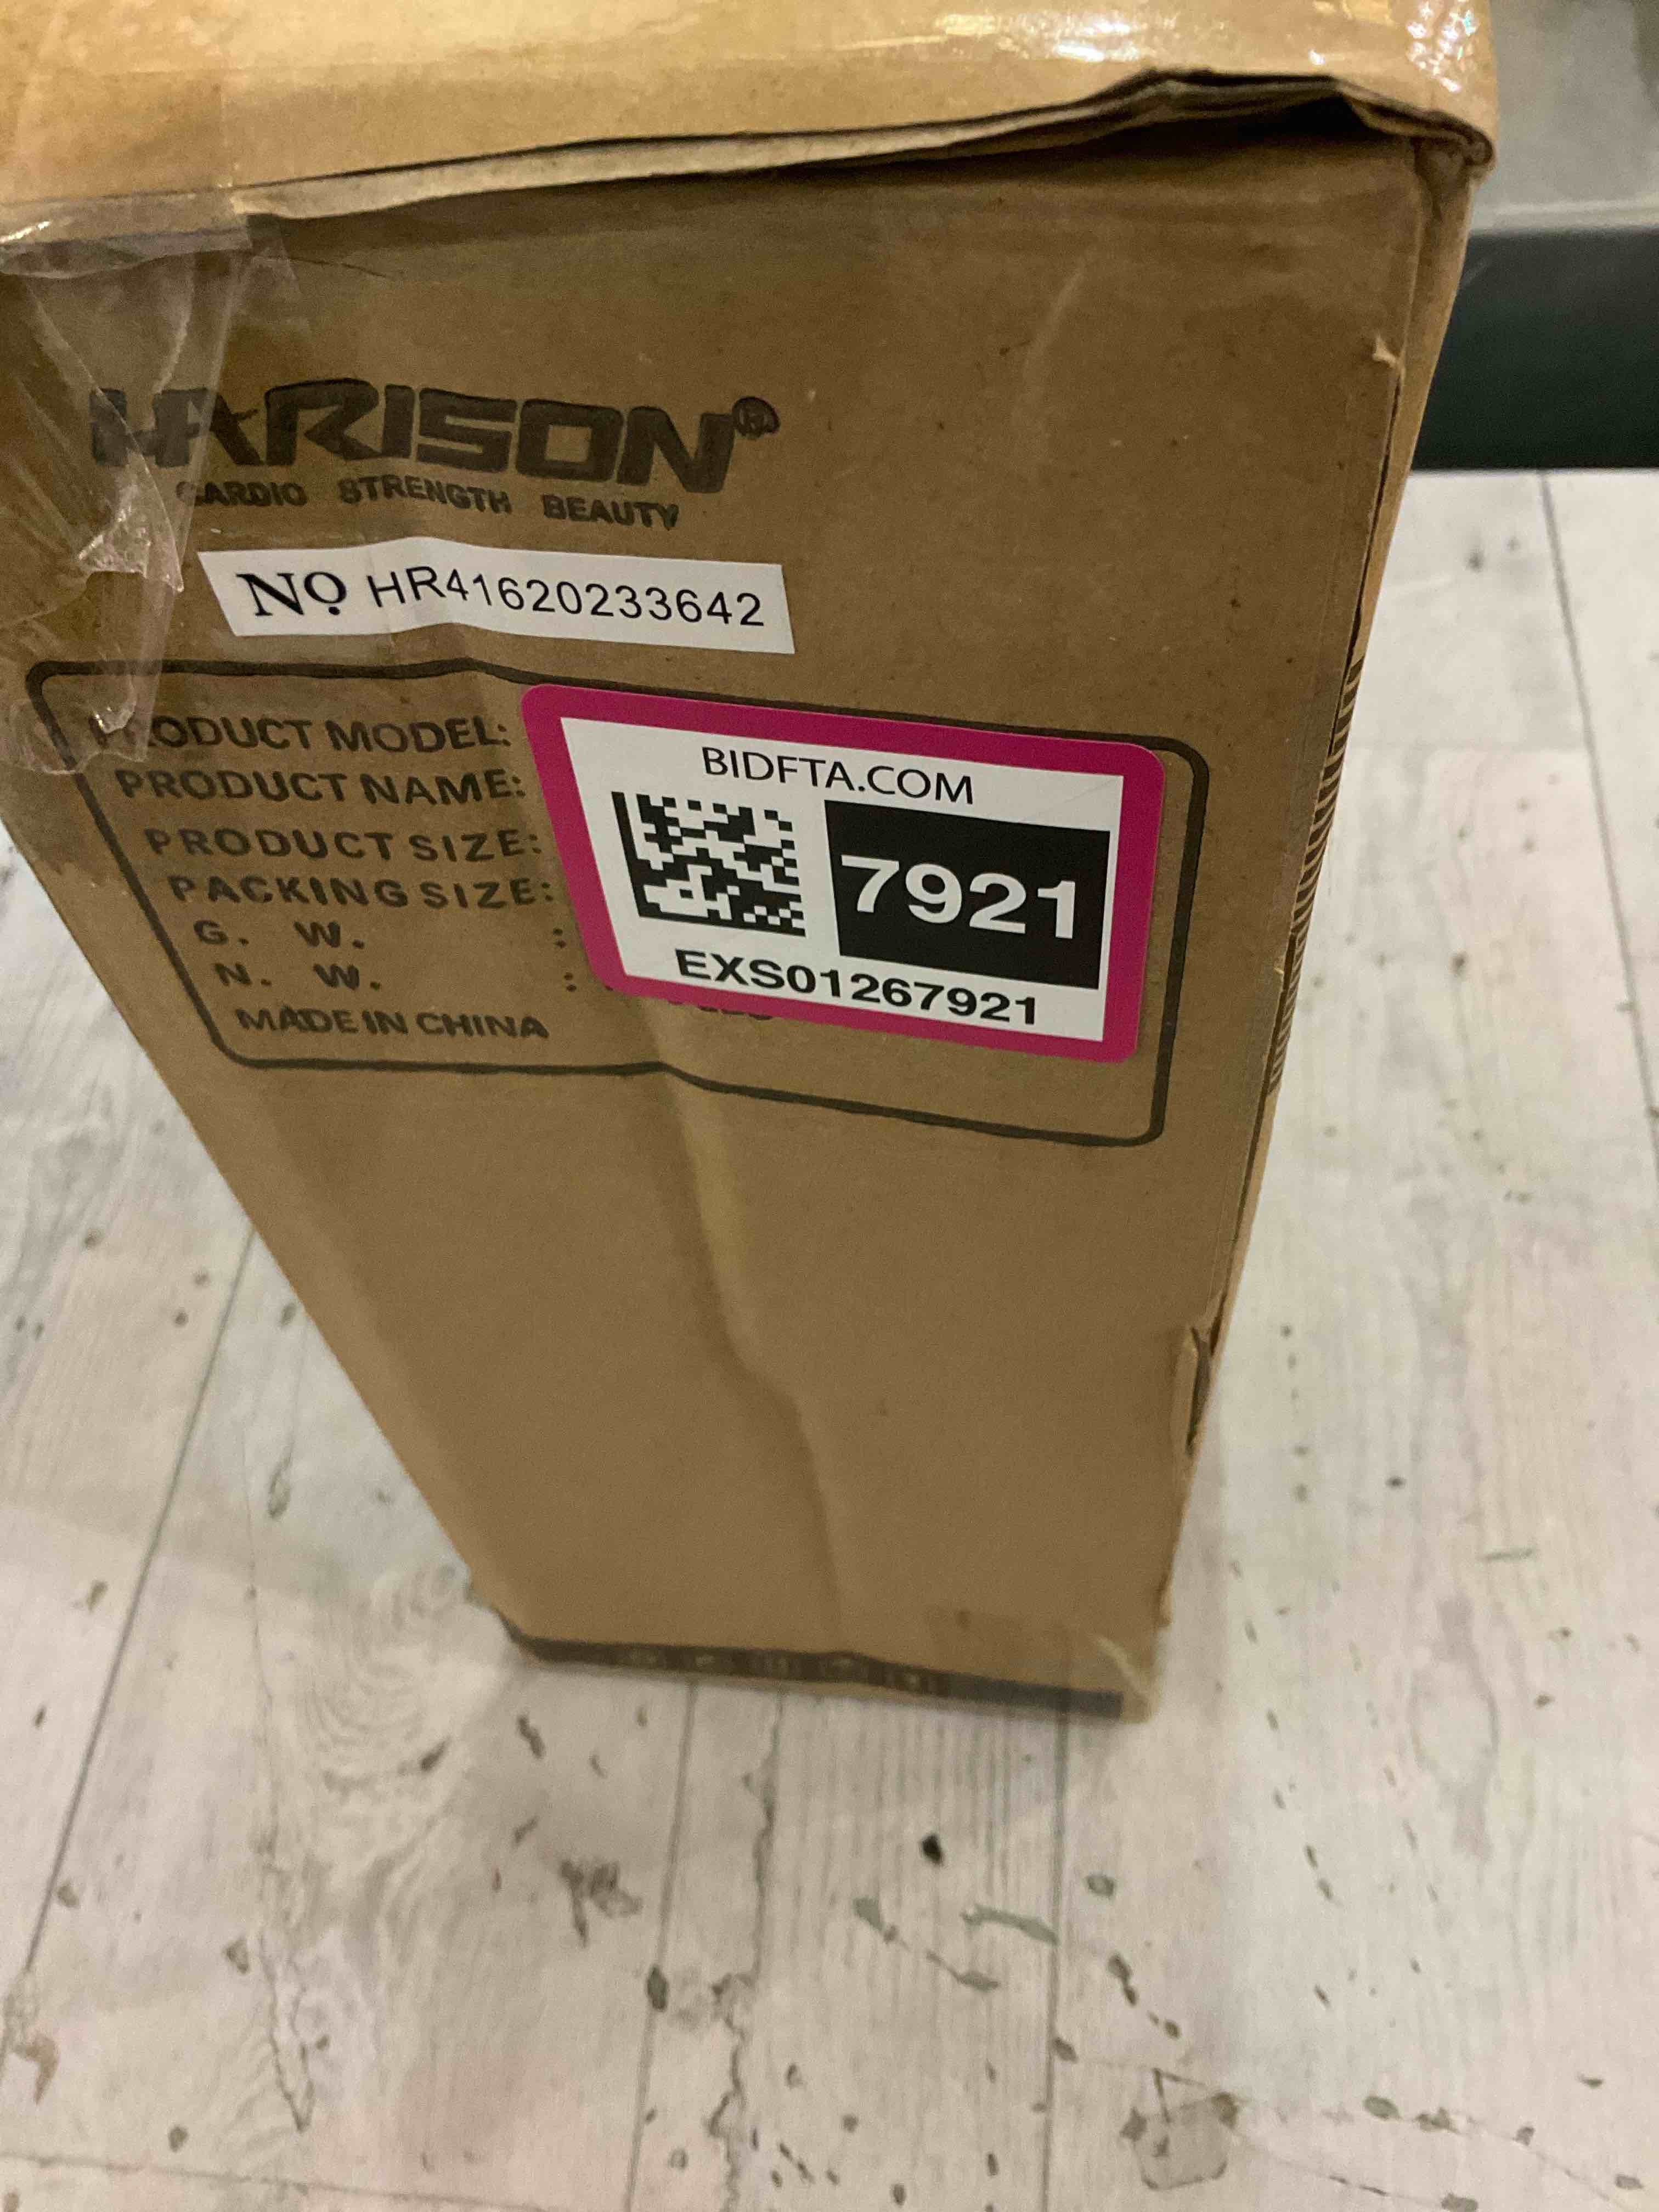 HARISON®
CARDIO STRENGTH BEAUTY
NO HR41620233642
PRODUCT MODEL:
PRODUCT NAME:
PRODUCT SIZE:
PACKING SIZE:
G. W. :
N. W. :
MADE IN CHINA
BIDFTA.COM
7921
EXS01267921